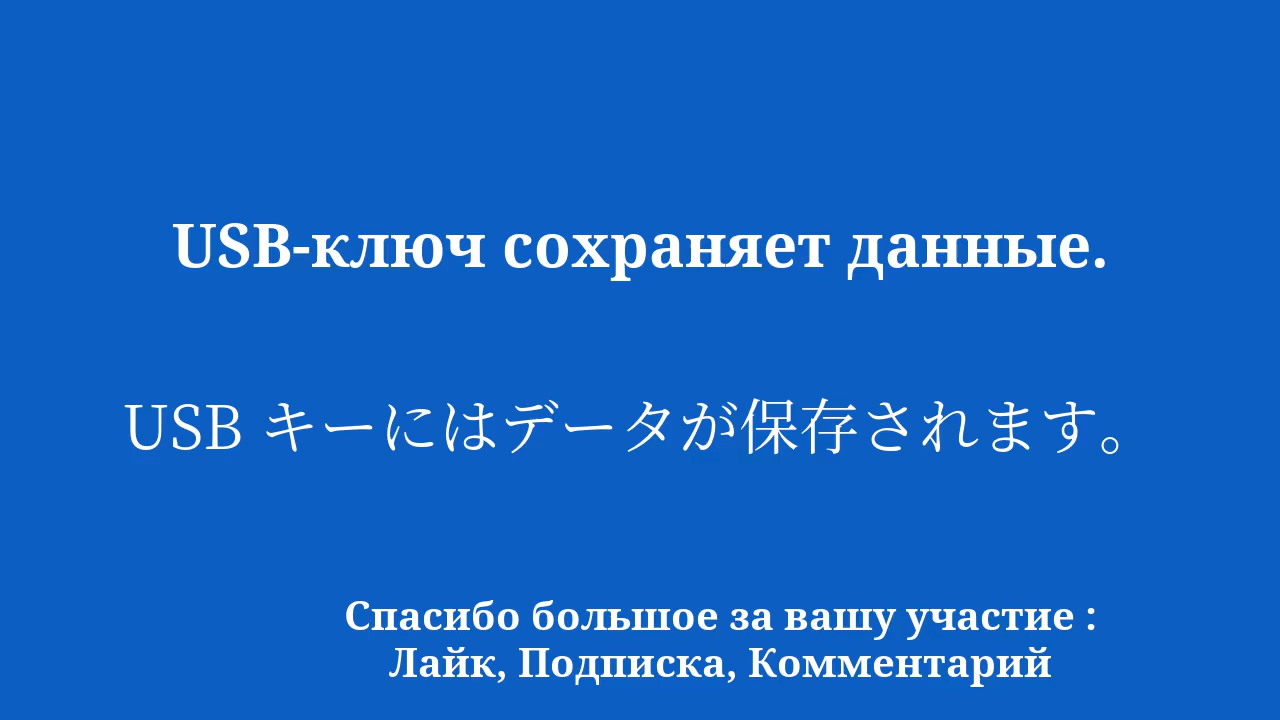 USB-ключ сохраняет данные.
USB キーにはデータが保存されます。
Спасибо большое за вашу участие :
Лайк, Подписка, Комментарий